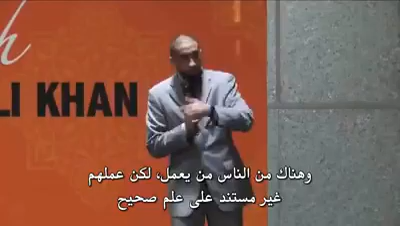 h
LI KHAN
وهناك من الناس من يعمل، لكن عملهم
غير مستند على علم صحيح